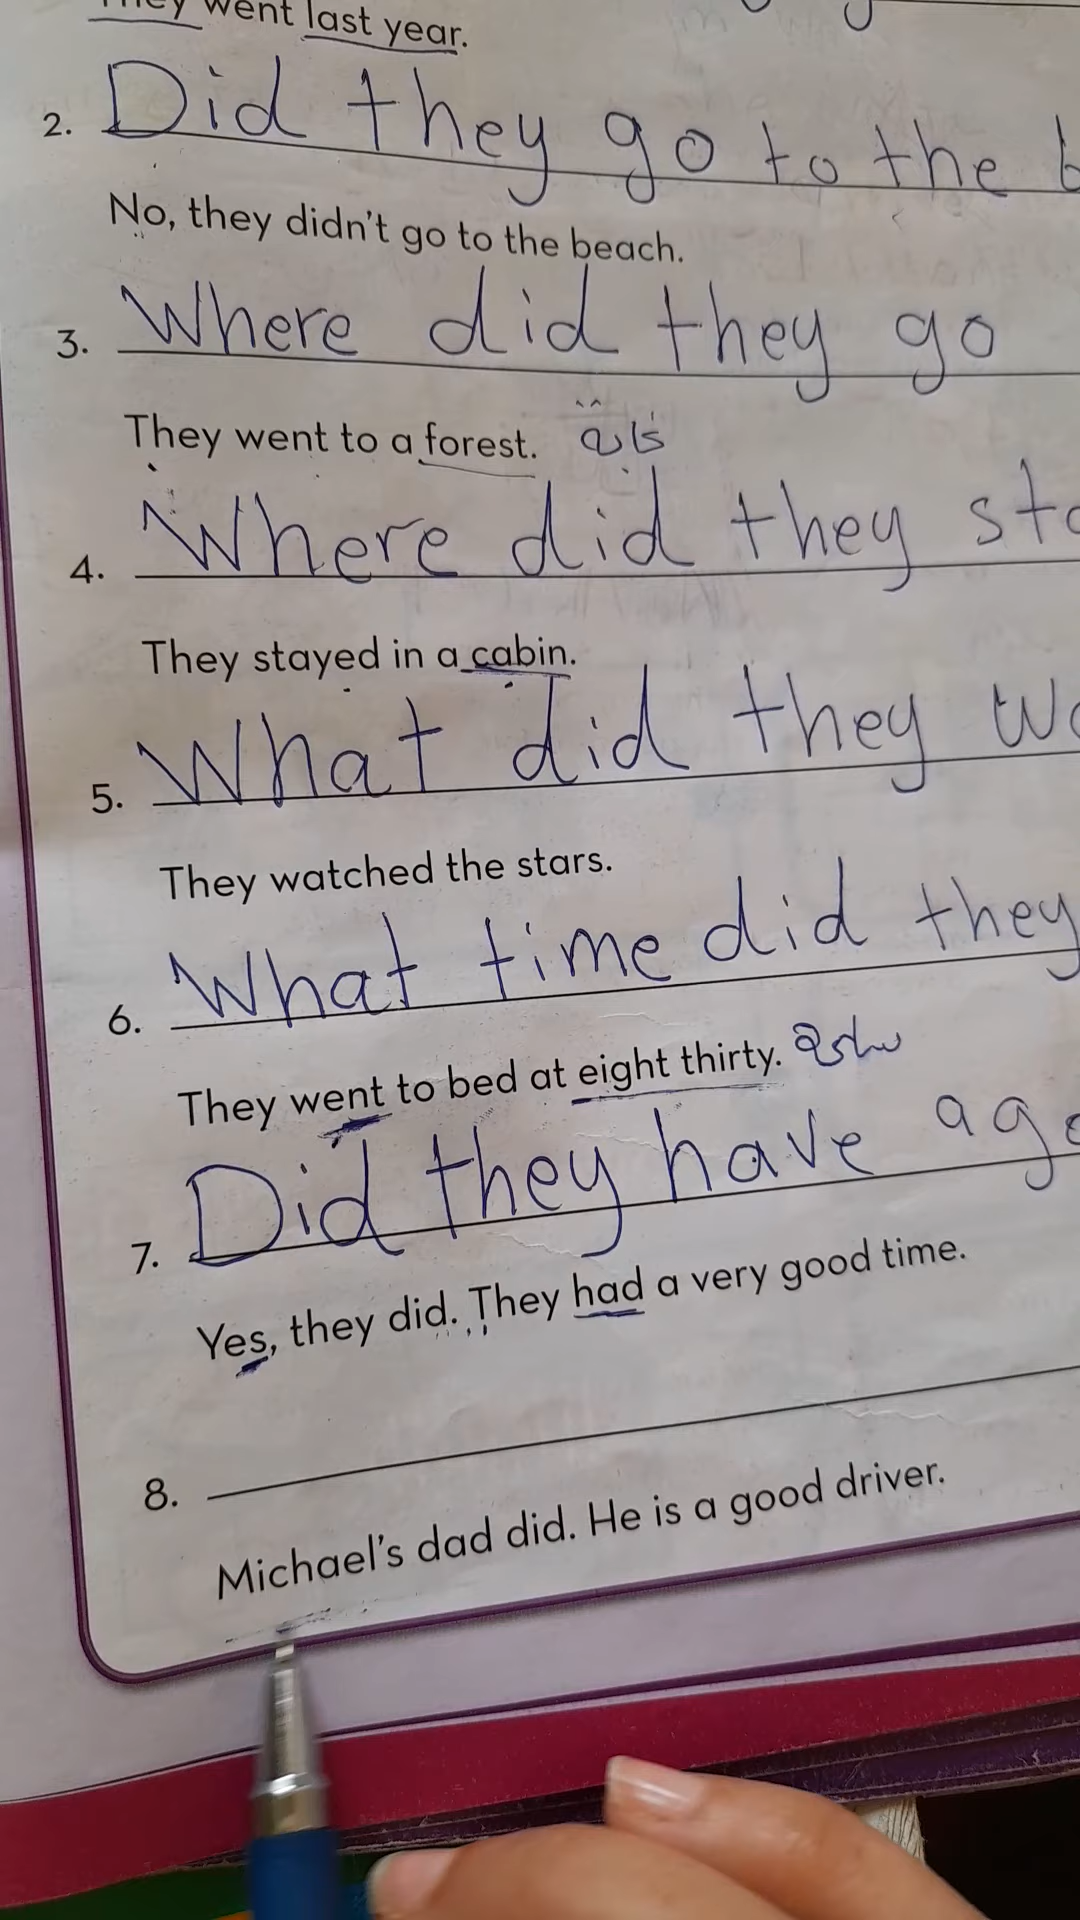 They went last year.
2. Did they go to the
No, they didn't go to the beach.
3. Where did they go
They went to a forest.
4. Where did they
They stayed in a cabin.
5. What did they
They watched the stars.
6. What time did they
They went to bed at eight thirty.
7. Did they have a
Yes, they did. They had a very good time.
8.
Michael's dad did. He is a good driver.